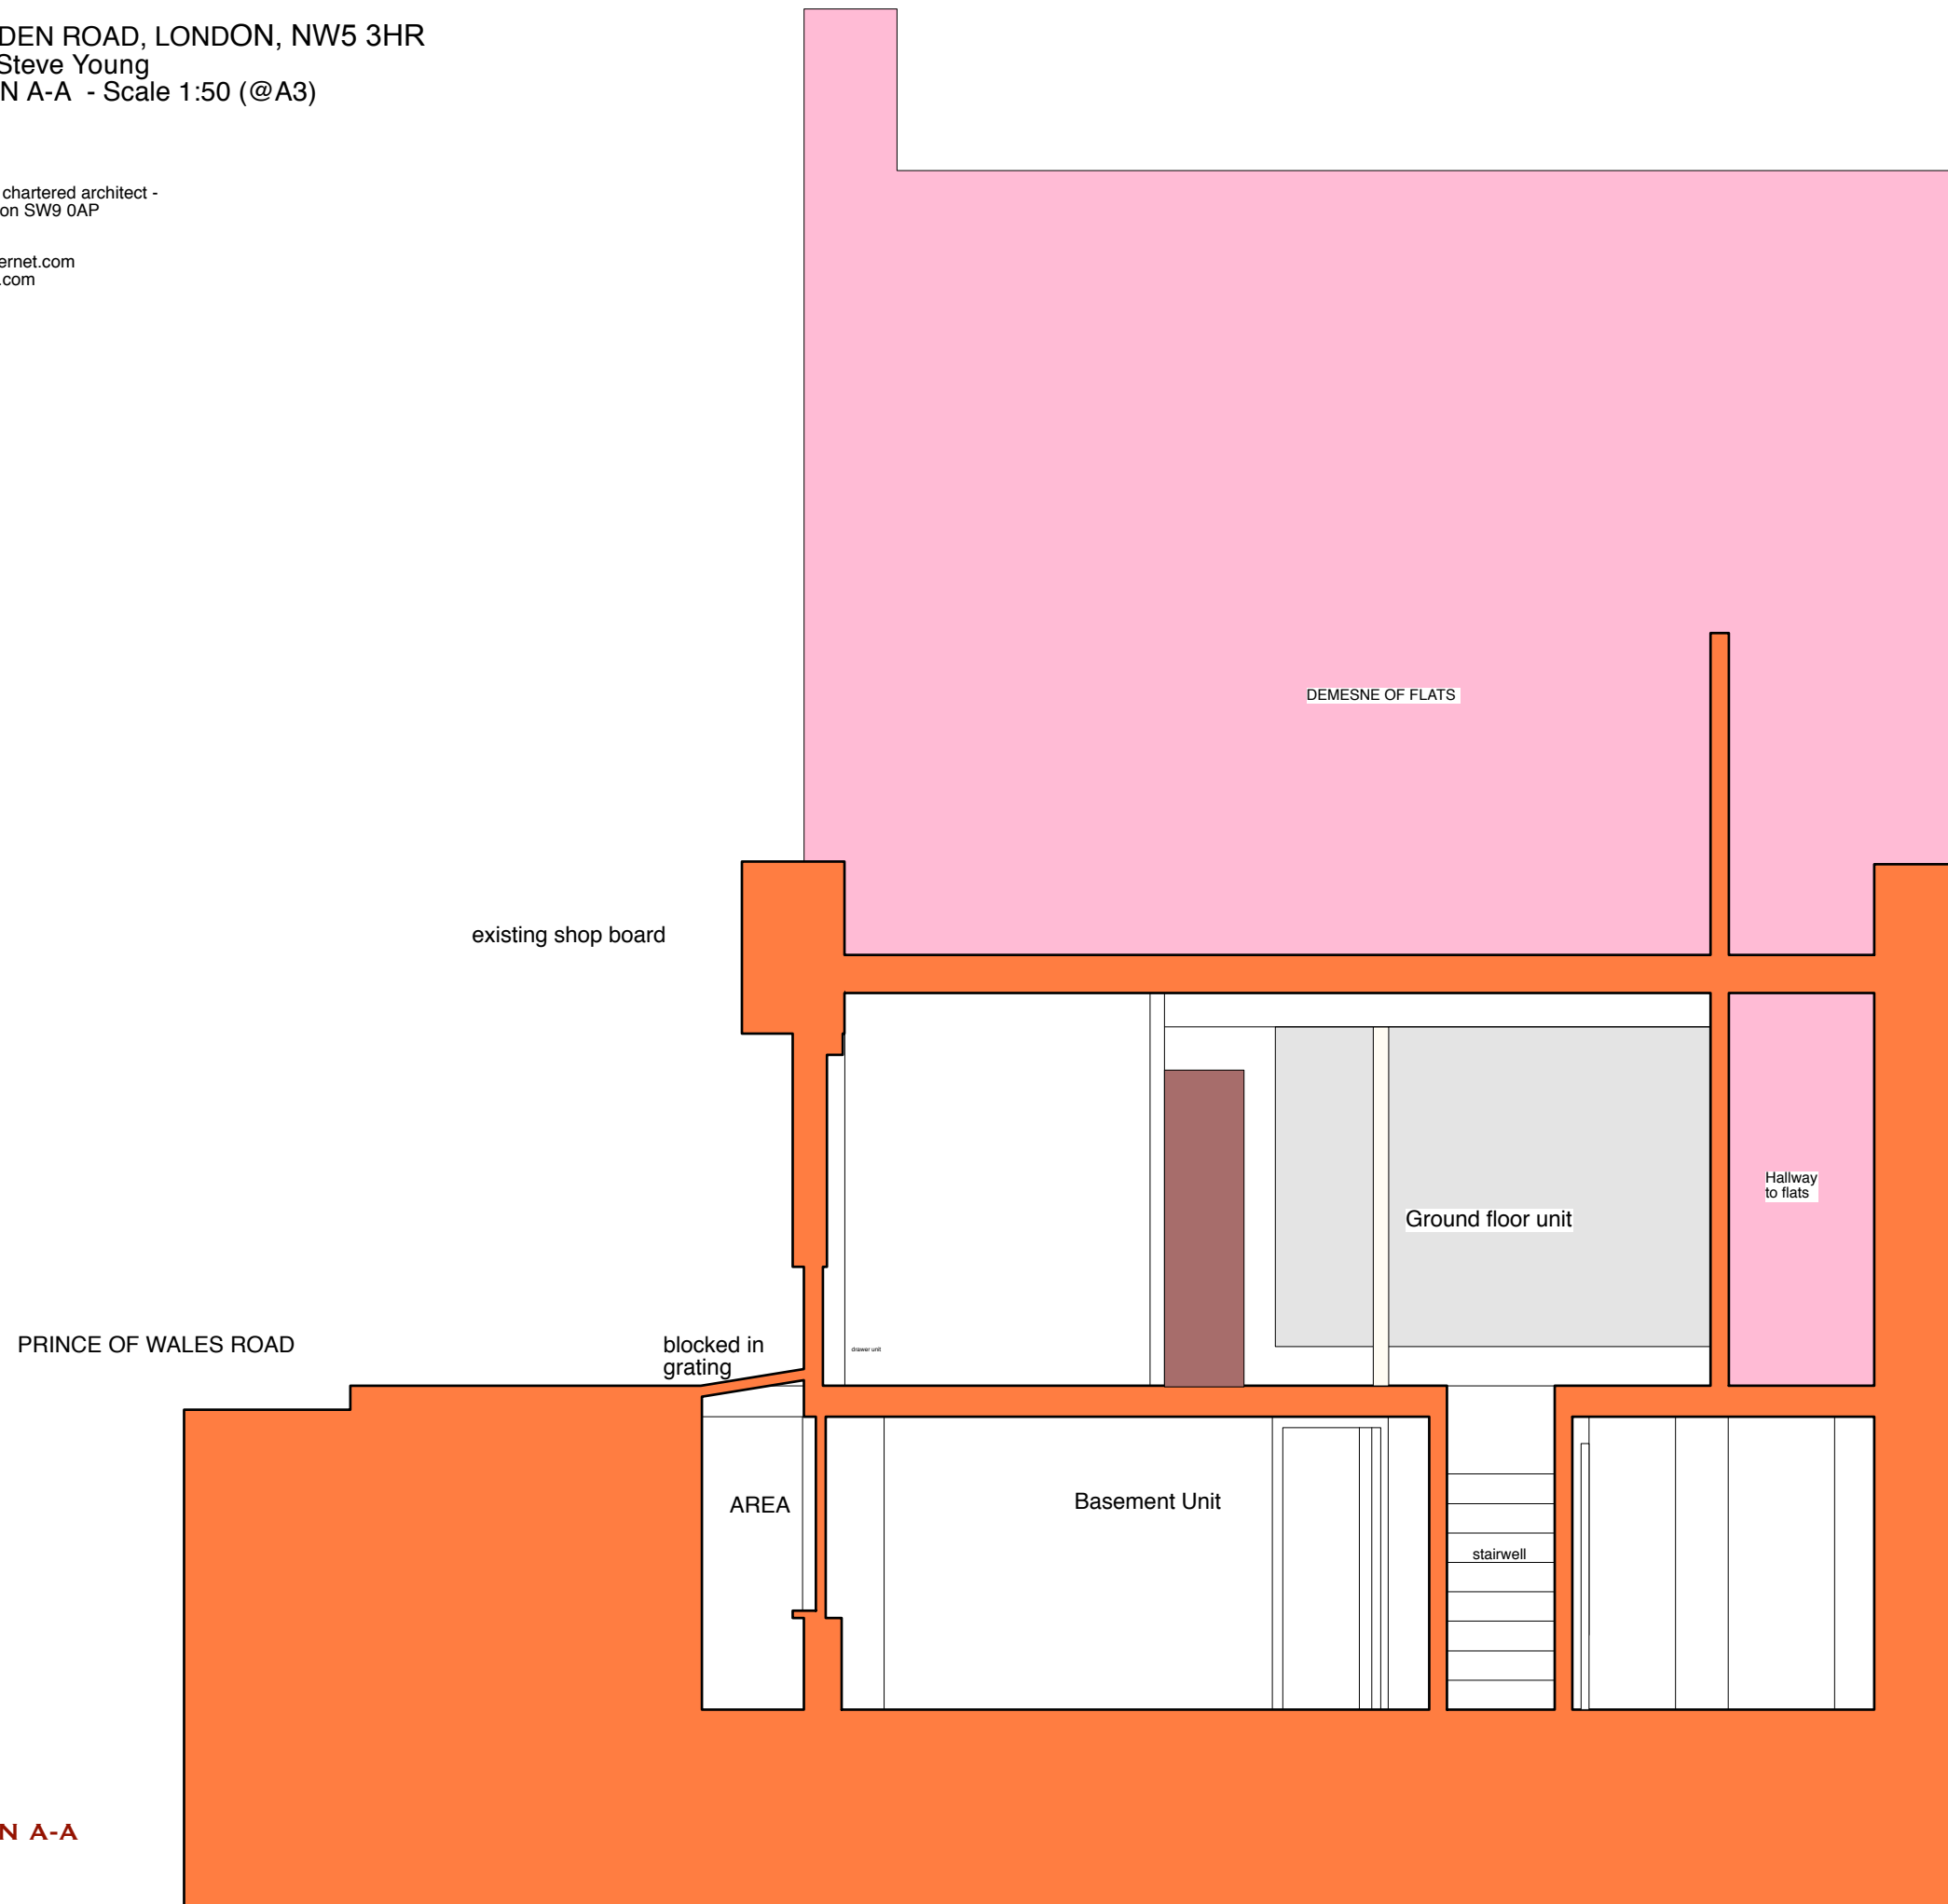 DEN ROAD, LONDON, NW5 3HR
Steve Young
N A-A - Scale 1:50 (@A3)
chartered architect -
on SW9 0AP
ernet.com
.com
DEMESNE OF FLATS
existing shop board
Hallway
to flats
Ground floor unit
PRINCE OF WALES ROAD
blocked in
grating
drawer unit
AREA
Basement Unit
stairwell
N A-A